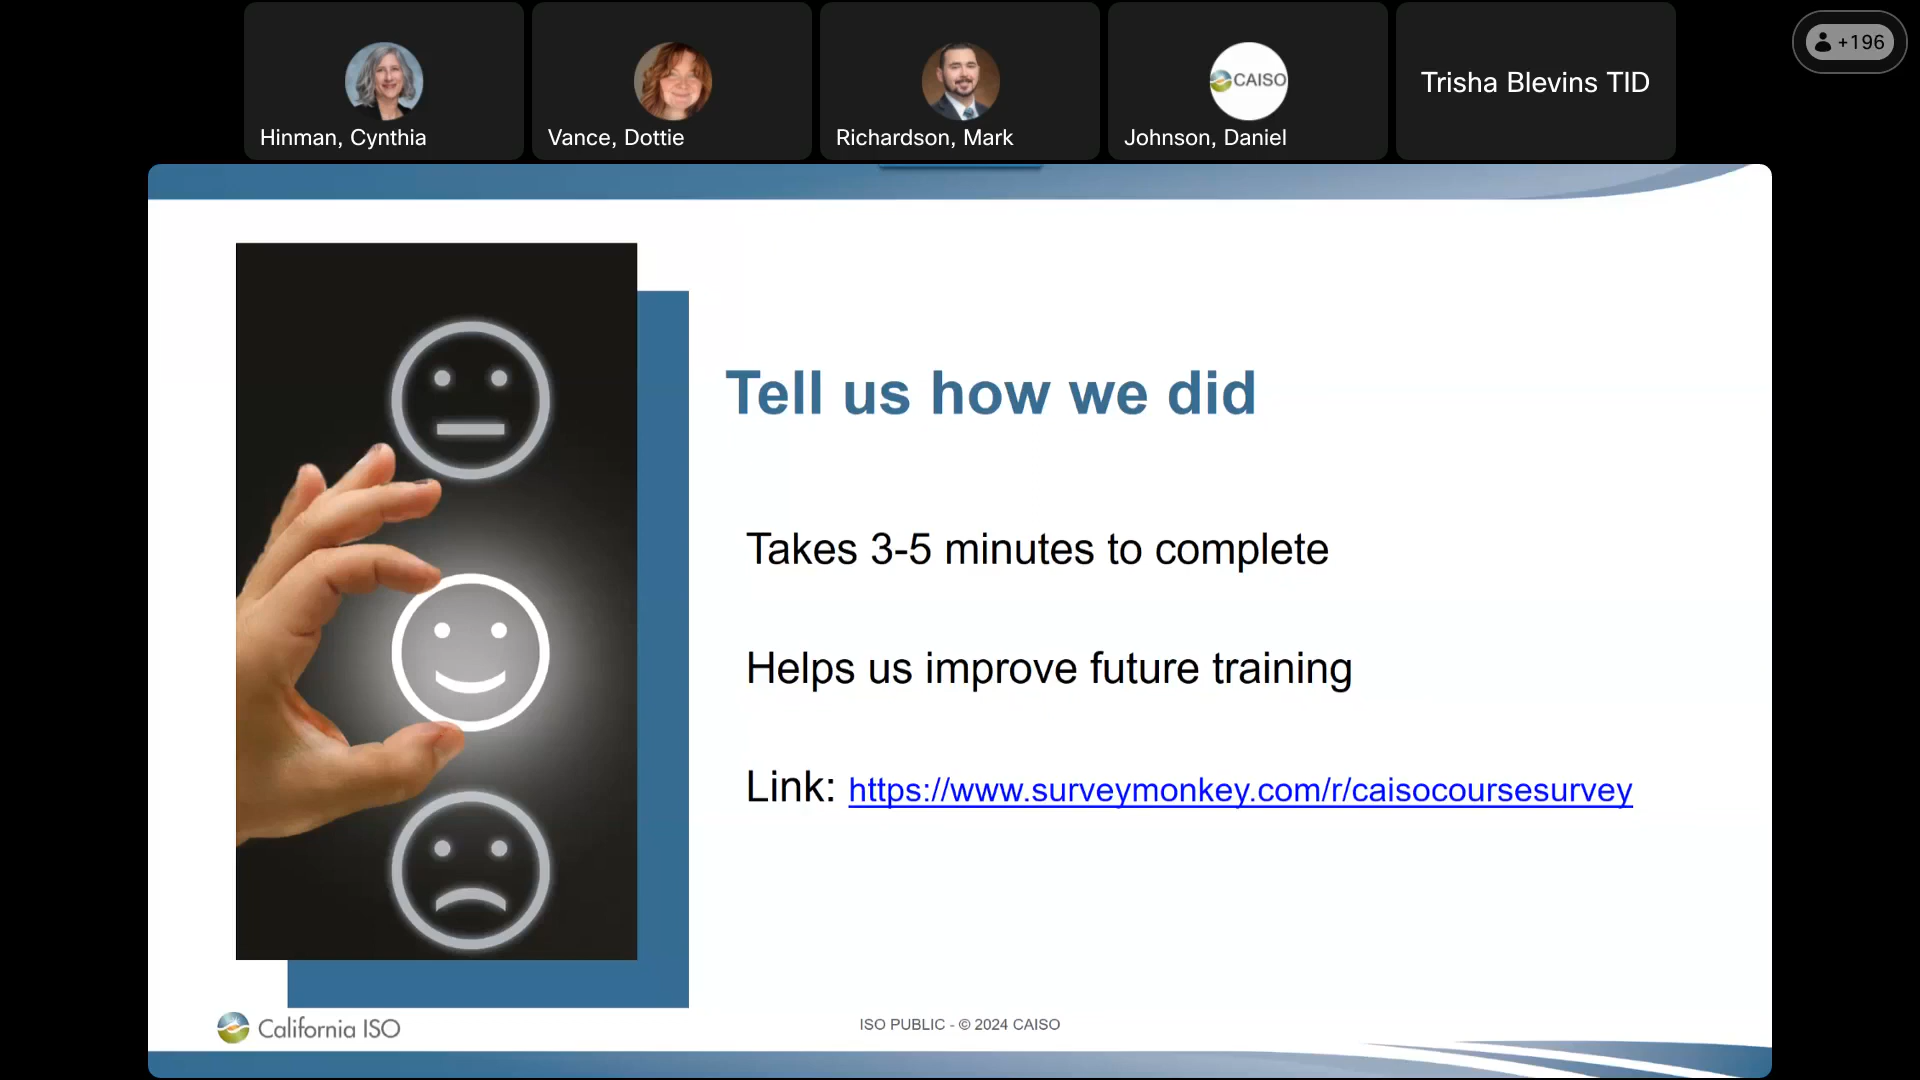 +196
CAISO
Trisha Blevins TID
Hinman, Cynthia
Vance, Dottie
Richardson, Mark
Johnson, Daniel
Tell us how we did
Takes 3-5 minutes to complete
Helps us improve future training
Link: https://www.surveymonkey.com/r/caisocoursesurvey
California ISO
ISO PUBLIC - © 2024 CAISO